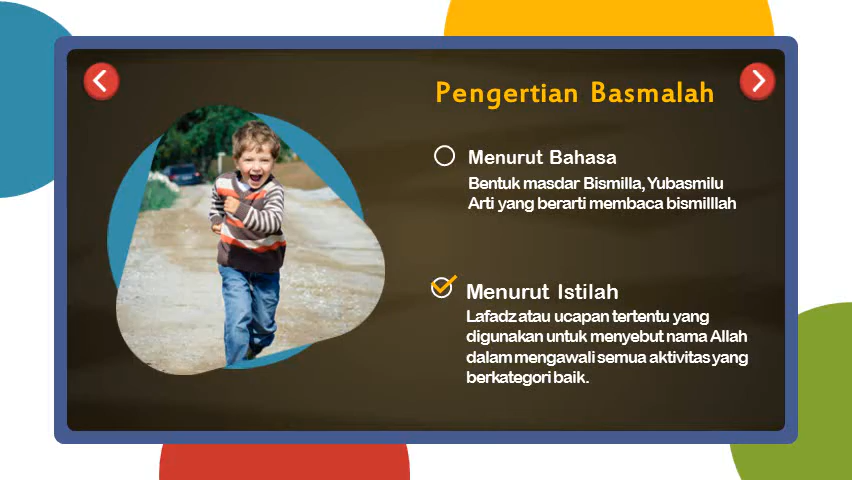 Pengertian Basmalah
Menurut Bahasa
Bentuk masdar Bismilla, Yubasmilu
Arti yang berarti membaca bismilllah
Menurut Istilah
Lafadz atau ucapan tertentu yang
digunakan untuk menyebut nama Allah
dalam mengawali semua aktivitas yang
berkategori baik.